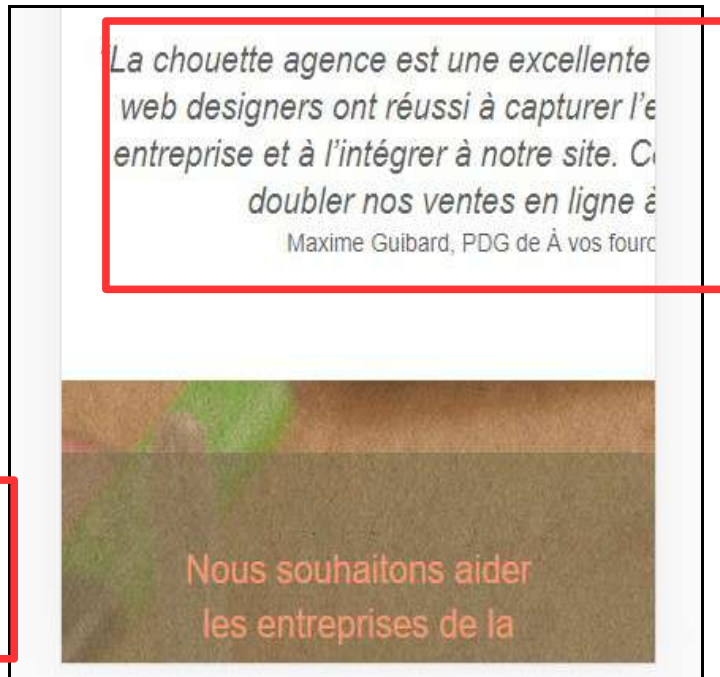 "La chouette agence est une excellente
web designers ont réussi à capturer l'e
entreprise et à l'intégrer à notre site. C
doubler nos ventes en ligne à
Maxime Guibard, PDG de À vos fourc
Nous souhaitons aider
les entreprises de la